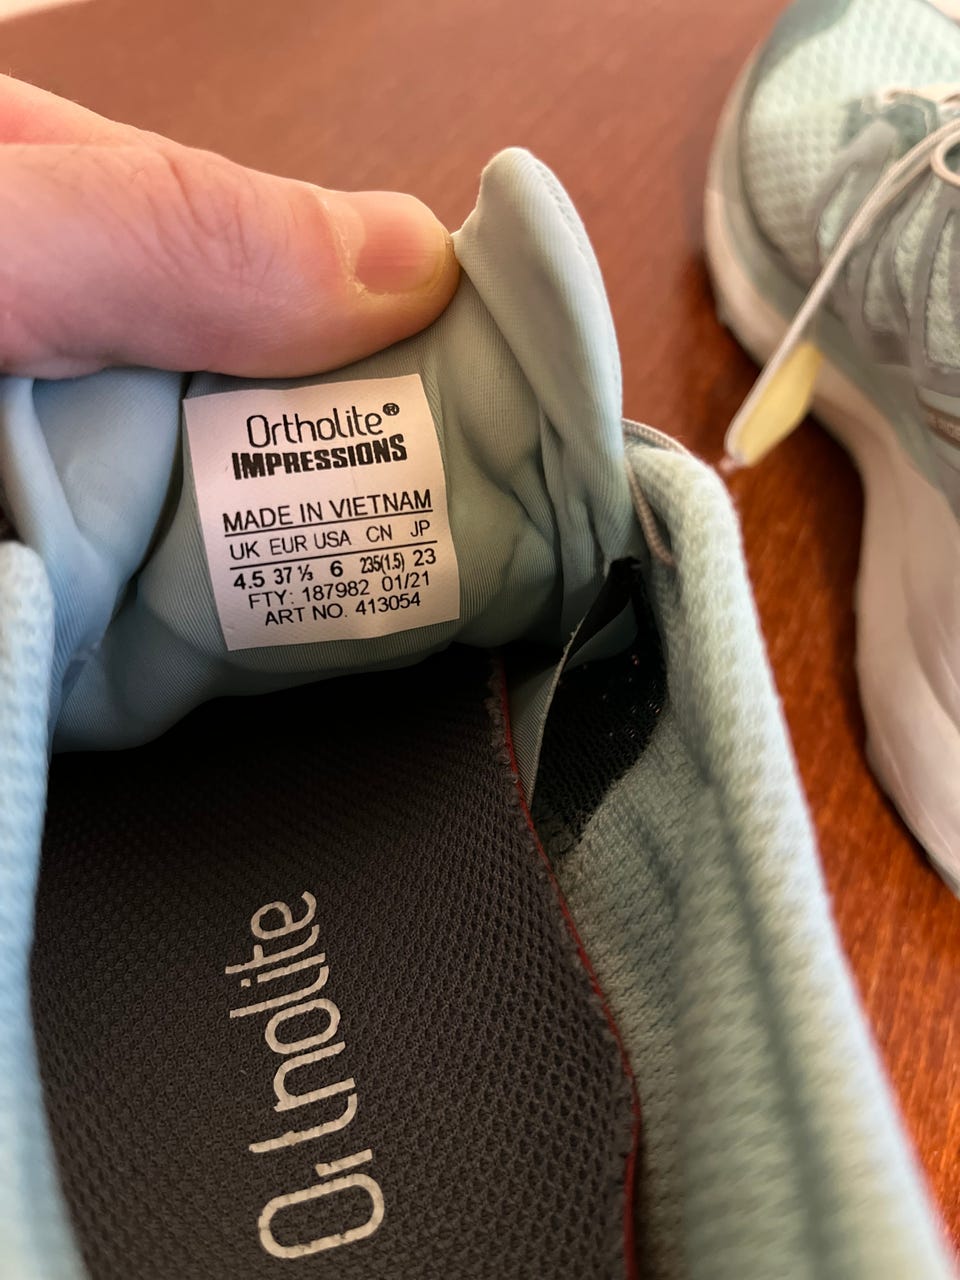 Ortholite®
IMPRESSIONS
MADE IN VIETNAM
UK EUR USA CN JP
4.5 37 ⅓ 6 235(1.5) 23
FTY: 187982 01/21
ART NO. 413054